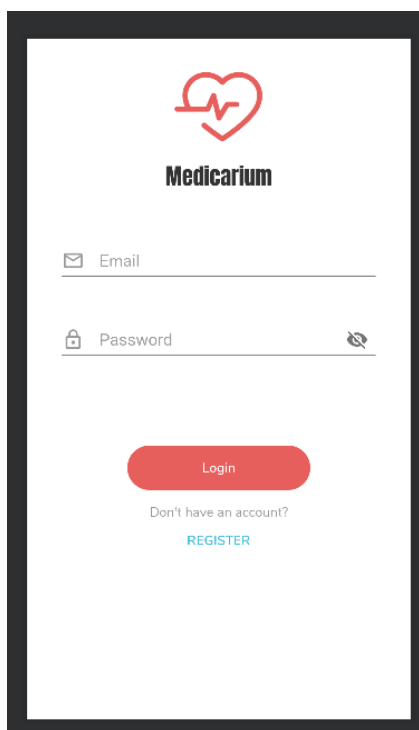 Medicarium
Email
Password
Login
Don't have an account?
REGISTER